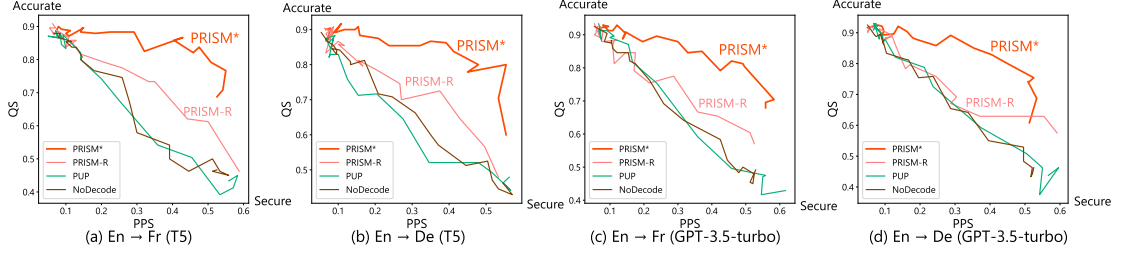 Accurate
QS
0.9
0.8
0.7
0.6
0.5
0.4
PRISM*
PRISM-R
PRISM*
PRISM-R
PUP
NoDecode
0.1 0.2 0.3 0.4 0.5 0.6
PPS
Secure
(a) En → Fr (T5)
Accurate
QS
0.9
0.8
0.7
0.6
0.5
PRISM*
PRISM-R
PRISM*
PRISM-R
PUP
NoDecode
0.1 0.2 0.3 0.4 0.5
PPS
Secure
(b) En → De (T5)
Accurate
QS
0.9
0.8
0.7
0.6
0.5
0.4
PRISM*
PRISM-R
PRISM*
PRISM-R
PUP
NoDecode
0.1 0.2 0.3 0.4 0.5 0.6
PPS
Secure
(c) En → Fr (GPT-3.5-turbo)
Accurate
QS
0.9
0.8
0.7
0.6
0.5
0.4
PRISM*
PRISM-R
PRISM*
PRISM-R
PUP
NoDecode
0.1 0.2 0.3 0.4 0.5 0.6
PPS
Secure
(d) En → De (GPT-3.5-turbo)